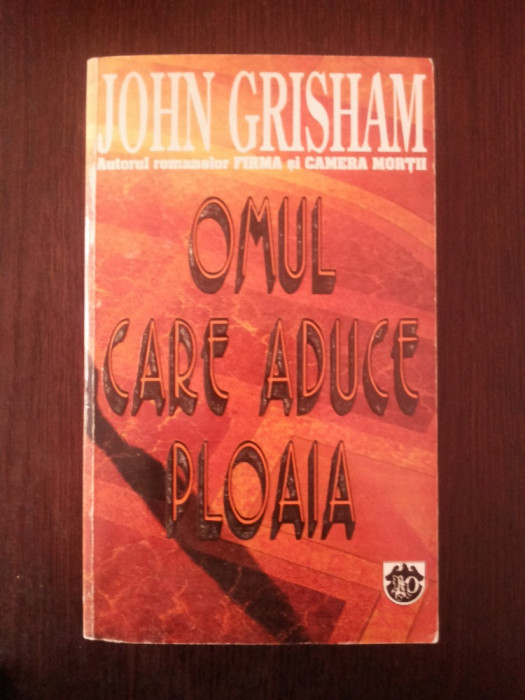 JOHN GRISHAM
Autorul romanelor FIRMA și CAMERA MORȚII
OMUL
CARE ADUCE
PLOAIA